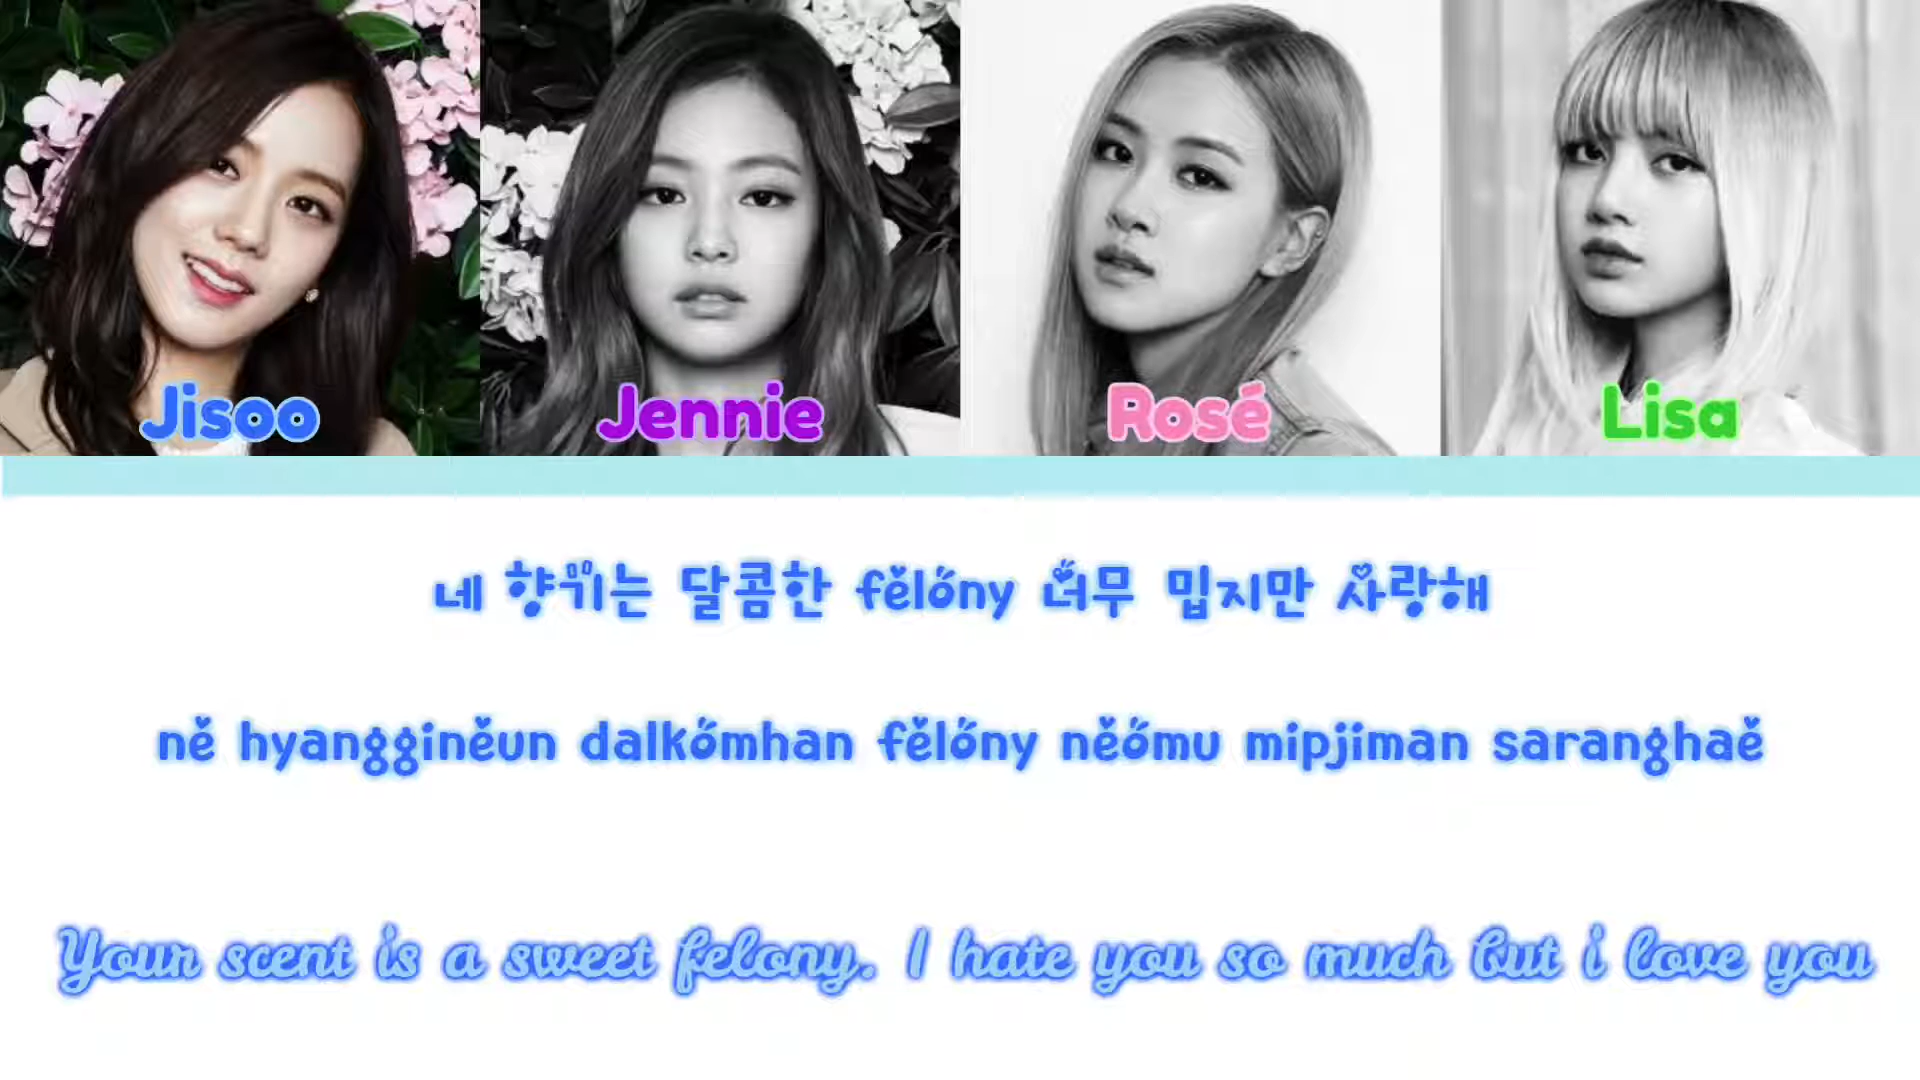 Jisoo Jennie Rosé Lisa
네 향기는 달콤한 felony 너무 밉지만 사랑해
ne hyanggineun dalkomhan felony neomu mipjiman saranghae
Your scent is a sweet felony. I hate you so much but i love you